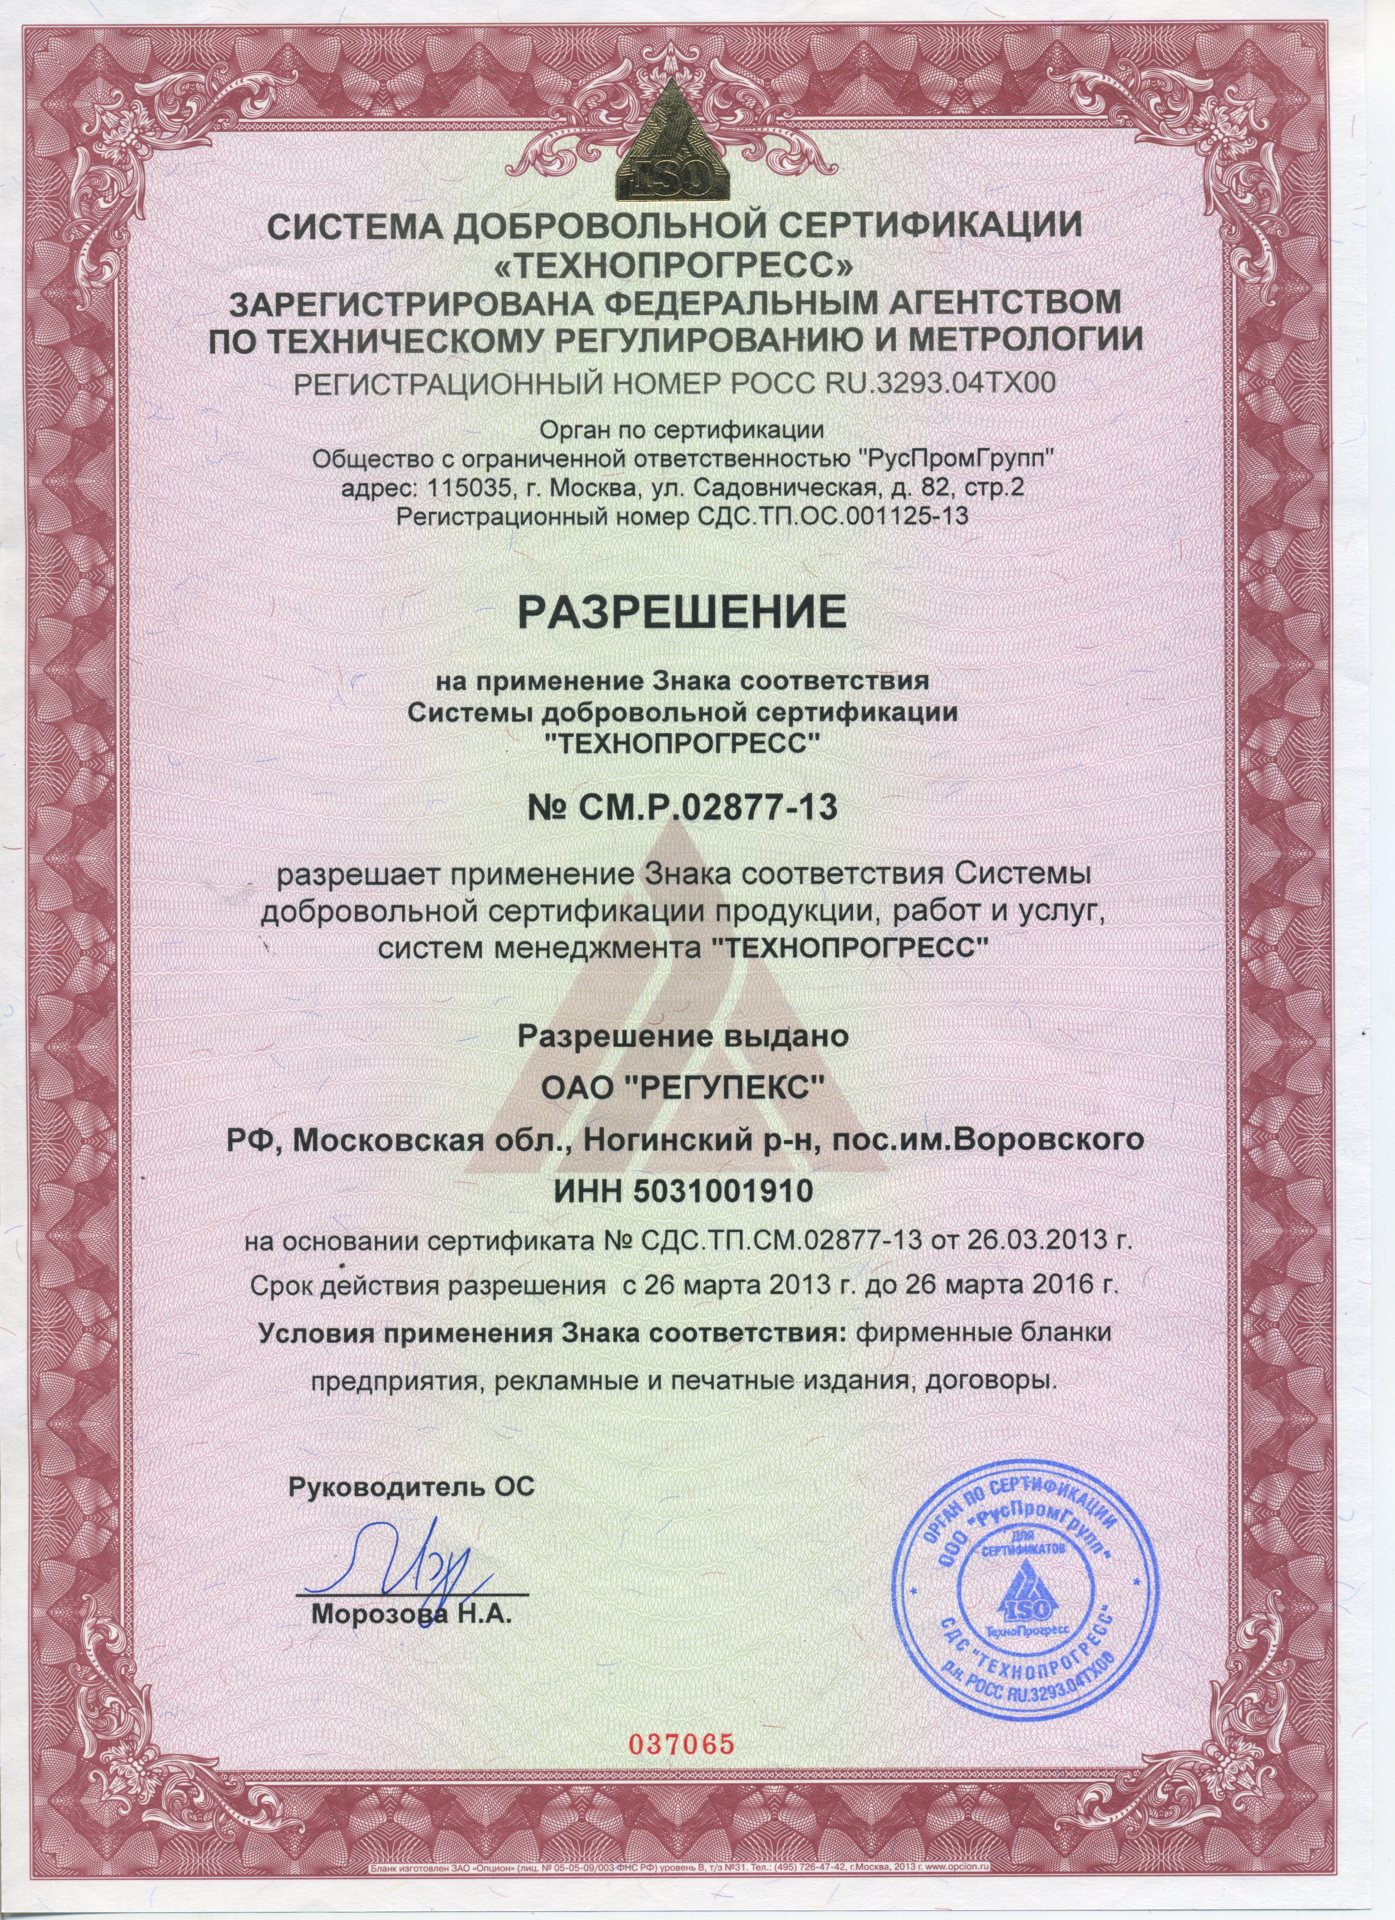 ISO
СИСТЕМА ДОБРОВОЛЬНОЙ СЕРТИФИКАЦИИ
«ТЕХНОПРОГРЕСС»
ЗАРЕГИСТРИРОВАНА ФЕДЕРАЛЬНЫМ АГЕНТСТВОМ
ПО ТЕХНИЧЕСКОМУ РЕГУЛИРОВАНИЮ И МЕТРОЛОГИИ
РЕГИСТРАЦИОННЫЙ НОМЕР РОСС RU.3293.04ТХ00
Орган по сертификации
Общество с ограниченной ответственностью "РусПромГрупп"
адрес: 115035, г. Москва, ул. Садовническая, д. 82, стр.2
Регистрационный номер СДС.ТП.ОС.001125-13
РАЗРЕШЕНИЕ
на применение Знака соответствия
Системы добровольной сертификации
"ТЕХНОПРОГРЕСС"
№ СМ.Р.02877-13
разрешает применение Знака соответствия Системы
добровольной сертификации продукции, работ и услуг,
систем менеджмента "ТЕХНОПРОГРЕСС"
Разрешение выдано
ОАО "РЕГУПЕКС"
РФ, Московская обл., Ногинский р-н, пос.им.Воровского
ИНН 5031001910
на основании сертификата № СДС.ТП.СМ.02877-13 от 26.03.2013 г.
Срок действия разрешения с 26 марта 2013 г. до 26 марта 2016 г.
Условия применения Знака соответствия: фирменные бланки
предприятия, рекламные и печатные издания, договоры.
Руководитель ОС
Морозова Н.А.
ОРГАН ПО СЕРТИФИКАЦИИ
ООО "РусПромГрупп"
ДЛЯ
СЕРТИФИКАТОВ
ISO
ТехноПрогресс
СДС "ТЕХНОПРОГРЕСС"
р.н. РОСС RU.3293.04ТХ00
037065
Бланк изготовлен ЗАО «Опцион» (лиц. № 05-05-09/003 ФНС РФ) уровень В, т/з №31. Тел.: (495) 726-47-42, г.Москва, 2013 г. www.opcion.ru